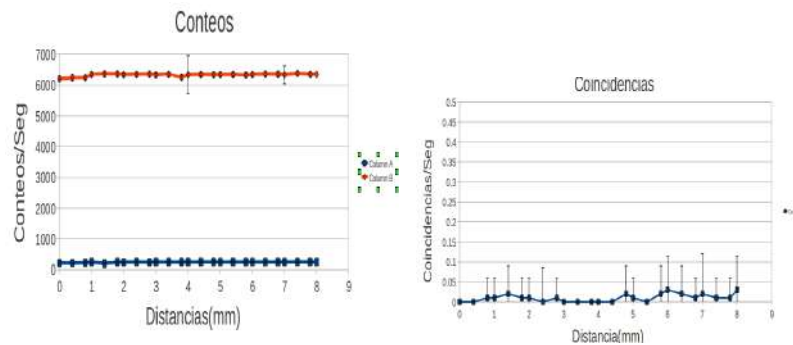 Conteos
7000
6000
5000
4000
3000
2000
1000
0
Conteos/Seg
0 1 2 3 4 5 6 7 8 9
Distancias(mm)
Column A
Column B
Coincidencias
0.5
0.45
0.4
0.35
0.3
0.25
0.2
0.15
0.1
0.05
0
Coincidencias/Seg
0 1 2 3 4 5 6 7 8 9
Distancia(mm)